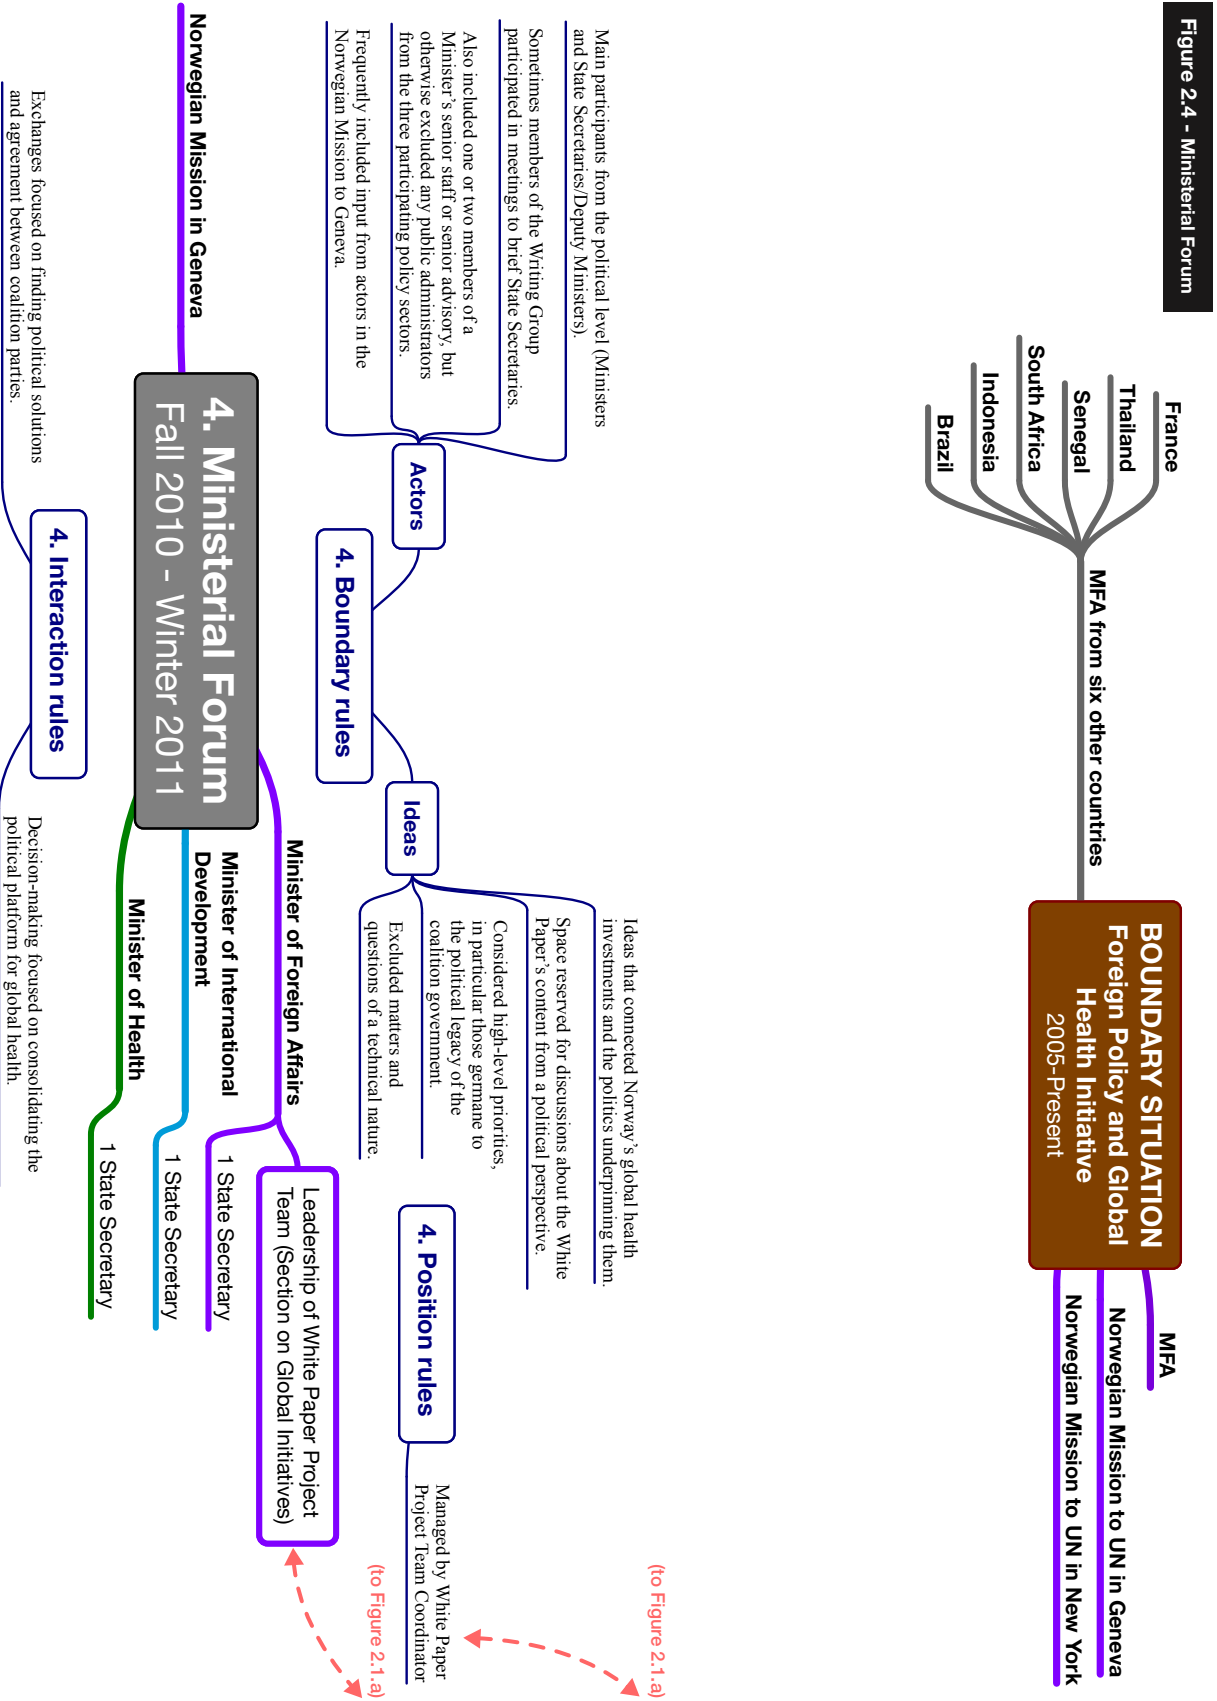 Figure 2.4 - Ministerial Forum
France
Thailand
Senegal
South Africa
Indonesia
Brazil
MFA from six other countries
BOUNDARY SITUATION
Foreign Policy and Global
Health Initiative
2005-Present
MFA
Norwegian Mission to UN in Geneva
Norwegian Mission to UN in New York
Main participants from the political level (Ministers
and State Secretaries/Deputy Ministers).
Sometimes members of the Writing Group
participated in meetings to brief State Secretaries.
Also included one or two members of a
Minister's senior staff or senior advisory, but
otherwise excluded any public administrators
from the three participating policy sectors.
Frequently included input from actors in the
Norwegian Mission to Geneva.
Actors
4. Boundary rules
Ideas
Ideas that connected Norway's global health
investments and the politics underpinning them.
Space reserved for discussions about the White
Paper's content from a political perspective.
Considered high-level priorities,
in particular those germane to
the political legacy of the
coalition government.
Excluded matters and
questions of a technical nature.
4. Position rules
Managed by White Paper
Project Team Coordinator
(to Figure 2.1.a)
(to Figure 2.1.a)
Norwegian Mission in Geneva
4. Ministerial Forum
Fall 2010 - Winter 2011
Minister of Foreign Affairs
Leadership of White Paper Project
Team (Section on Global Initiatives)
1 State Secretary
Minister of International
Development
1 State Secretary
Minister of Health
1 State Secretary
4. Interaction rules
Exchanges focused on finding political solutions
and agreement between coalition parties.
Decision-making focused on consolidating the
political platform for global health.